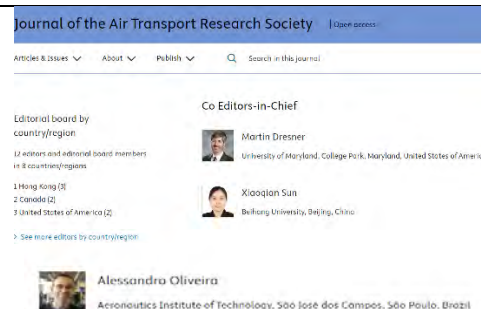 Journal of the Air Transport Research Society
Open access
Articles & Issues
About
Publish
Search in this journal
Editorial board by
country/region
12 editors and editorial board members
in 8 countries/regions
1 Hong Kong (3)
2 Canada (2)
3 United States of America (2)
> See more editors by country/region
Co Editors-in-Chief
Martin Dresner
University of Maryland, College Park, Maryland, United States of Americ
Xiaoqian Sun
Beihang University, Beijing, China
Alessandro Oliveira
Aeronautics Institute of Technology, São José dos Campos, São Paulo, Brazil